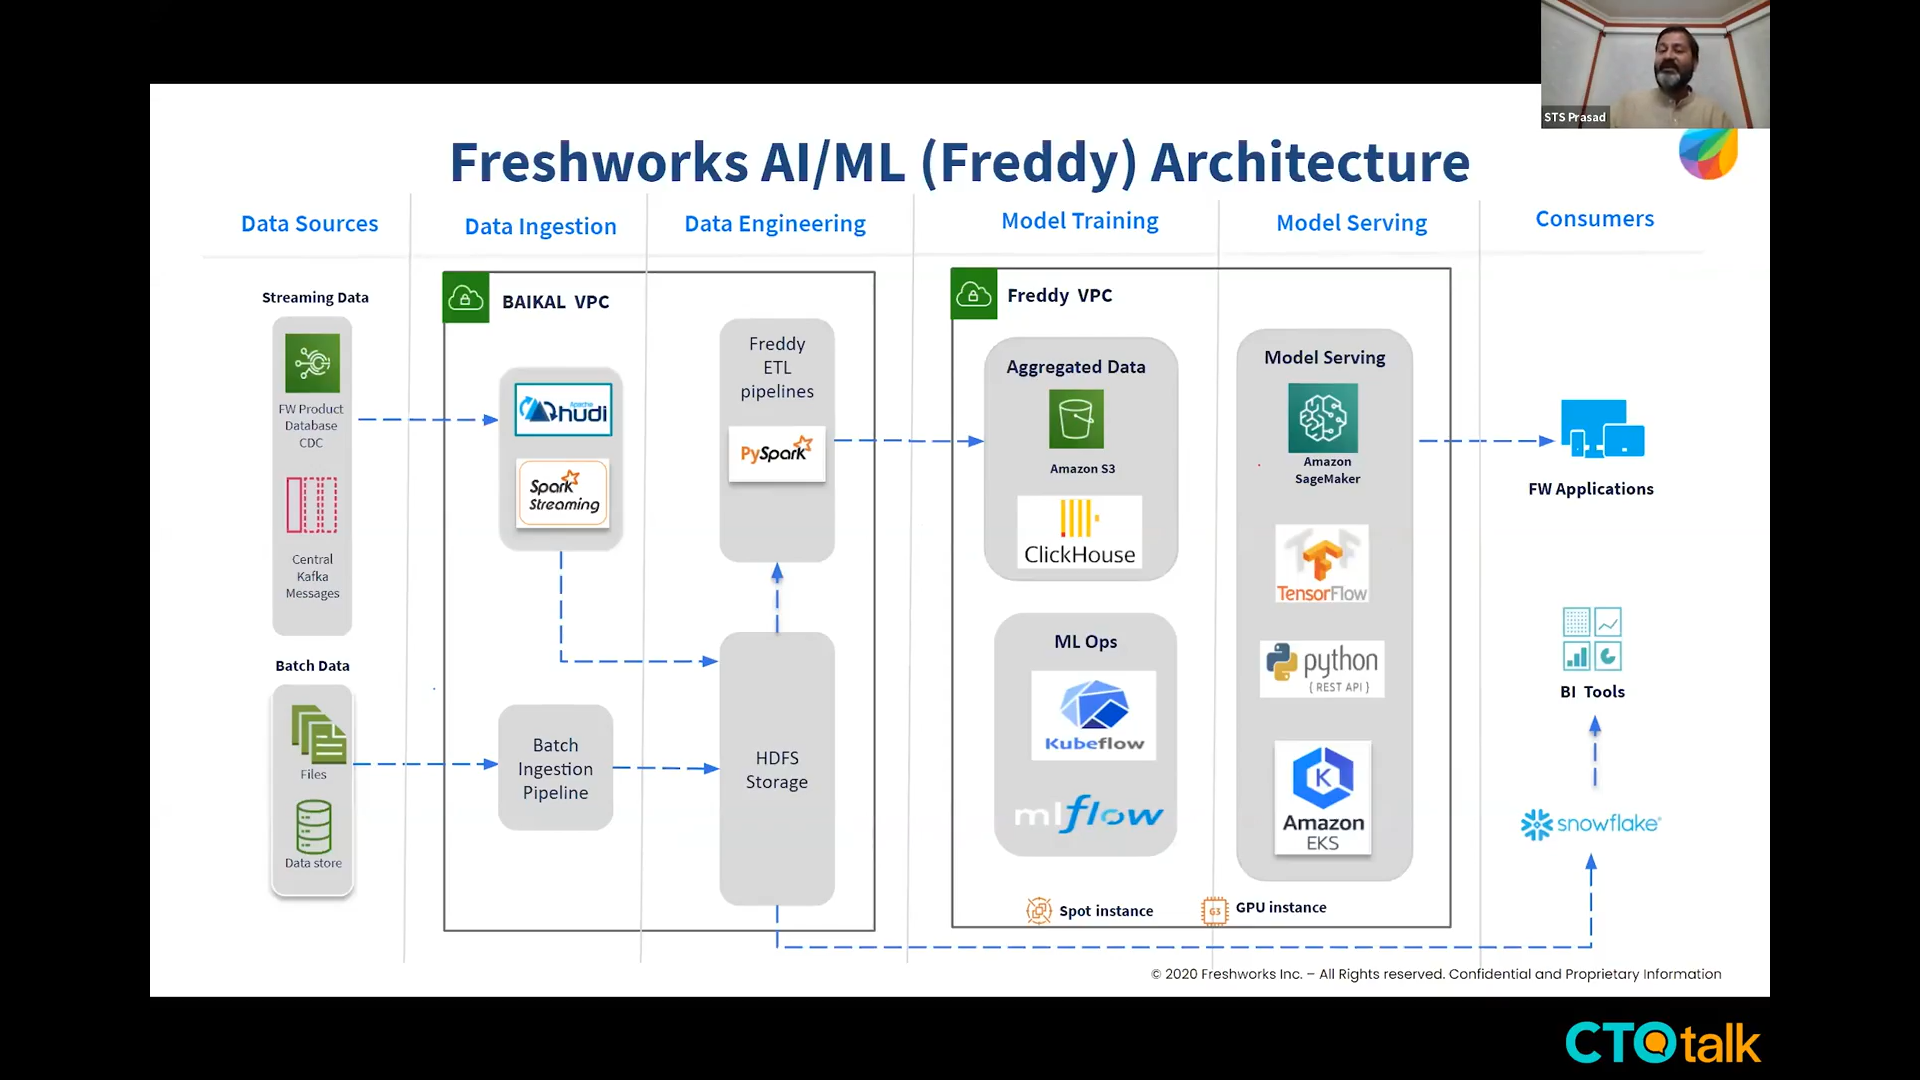 STS Prasad
Freshworks AI/ML (Freddy) Architecture
Data Sources
Data Ingestion
Data Engineering
Model Training
Model Serving
Consumers
Streaming Data
FW Product
Database
CDC
Central
Kafka
Messages
Batch Data
Files
Data store
BAIKAL VPC
Apache
hudi
Spark
Streaming
Batch
Ingestion
Pipeline
Freddy
ETL
pipelines
PySpark
HDFS
Storage
Freddy VPC
Aggregated Data
Amazon S3
ClickHouse
ML Ops
Kubeflow
mlflow
Spot instance
Model Serving
Amazon
SageMaker
TensorFlow
python
{ REST API }
K
Amazon
EKS
G3
GPU instance
FW Applications
BI Tools
snowflake®
© 2020 Freshworks Inc. – All Rights reserved. Confidential and Proprietary Information
CTOtalk